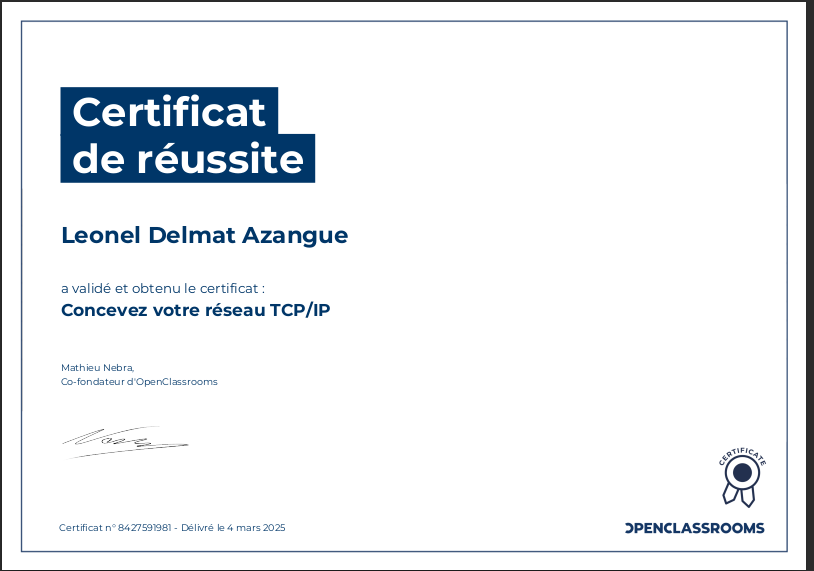 Certificat
de réussite
Leonel Delmat Azangue
a validé et obtenu le certificat :
Concevez votre réseau TCP/IP
Mathieu Nebra,
Co-fondateur d'OpenClassrooms
CERTIFICATE
Certificat n° 8427591981 - Délivré le 4 mars 2025
OPENCLASSROOMS